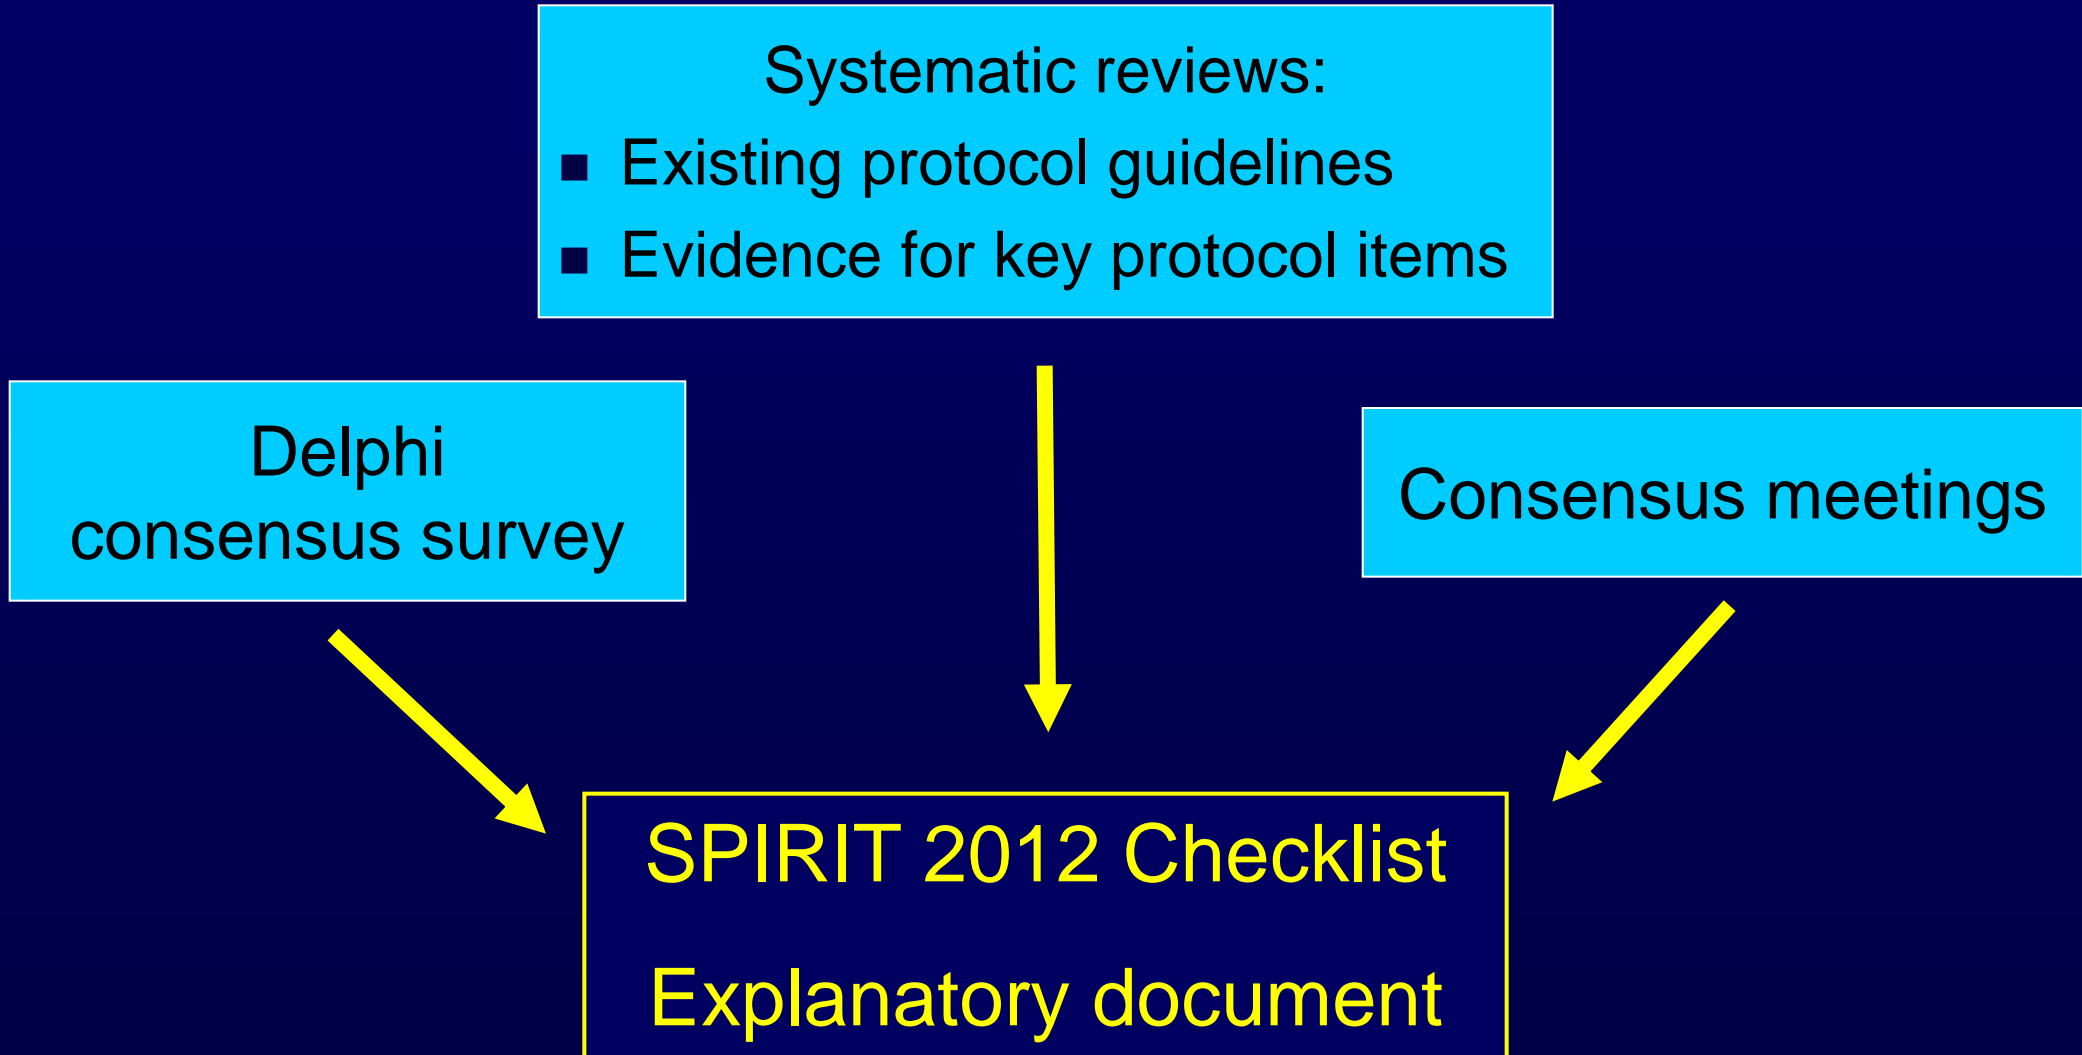 Systematic reviews:
■ Existing protocol guidelines
■ Evidence for key protocol items
Delphi
consensus survey
Consensus meetings
SPIRIT 2012 Checklist
Explanatory document